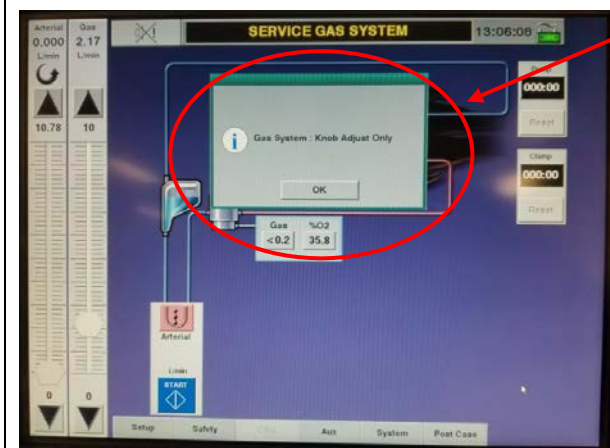 Arterial
0.000
L/min
10.78
0
Gas
2.17
L/min
10
0
SERVICE GAS SYSTEM
13:06:06
Gas System : Knob Adjust Only
OK
000:00
Reset
Clamp
000:00
Reset
Gas
<0.2
%O2
35.8
Arterial
L/min
START
Setup
Safety
Aux
System
Post Case